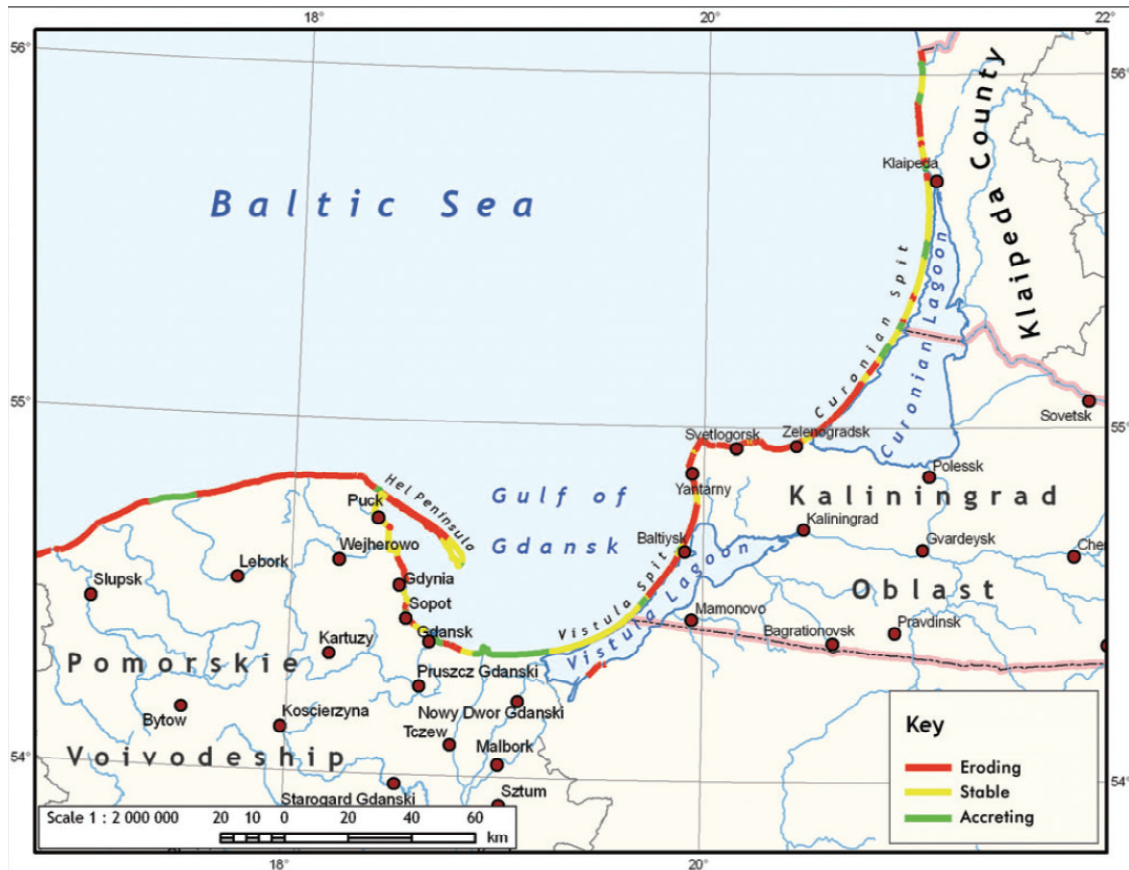 18°
20°
22°
56°
56°
Baltic Sea
Klaipeda
Klaipeda County
Curonian Spit
Curonian Lagoon
55°
55°
Sovetsk
Svetlogorsk
Zelenogradsk
Polessk
Yantarny
Kaliningrad
Kaliningrad
Gvardeysk
Che
Hel Peninsula
Gulf of
Gdansk
Puck
Baltiysk
Wejherowo
Lebork
Slupsk
Gdynia
Sopot
Vistula Spit
Vistula Lagoon
Oblast
Mamonovo
Pravdinsk
Bagrationovsk
Gdansk
Kartuzy
Pomorskie
Pruszcz Gdanski
Bytow
Koscierzyna
Nowy Dwor Gdanski
Tczew
Malbork
54°
Voivodeship
54°
Starogard Gdanski
Sztum
Key
Eroding
Stable
Accreting
Scale 1 : 2 000 000
20 10 0 20 40 60
km
18°
20°